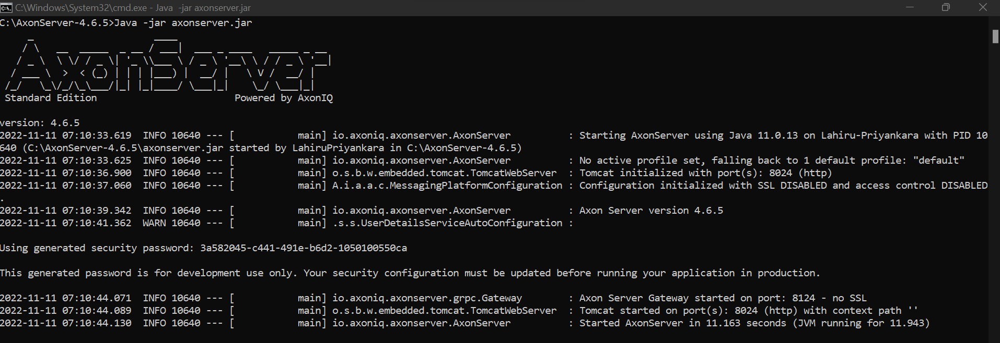 C:\Windows\System32\cmd.exe - Java  -jar axonserver.jar
C:\AxonServer-4.6.5>Java -jar axonserver.jar
     _                     ____
    / \   __  _____  _ __ / ___|  ___ _ ____   _____ _ __
   / _ \  \ \/ / _ \| '_ \\___ \ / _ \ '__\ \ / / _ \ '__|
  / ___ \  >  < (_) | | | |___) |  __/ |   \ V /  __/ |
 /_/   \_\/_/\_\___/|_| |_|____/ \___|_|    \_/ \___|_|
 Standard Edition                        Powered by AxonIQ
version: 4.6.5
2022-11-11 07:10:33.619  INFO 10640 --- [           main] io.axoniq.axonserver.AxonServer          : Starting AxonServer using Java 11.0.13 on Lahiru-Priyankara with PID 10
640 (C:\AxonServer-4.6.5\axonserver.jar started by LahiruPriyankara in C:\AxonServer-4.6.5)
2022-11-11 07:10:33.625  INFO 10640 --- [           main] io.axoniq.axonserver.AxonServer          : No active profile set, falling back to 1 default profile: "default"
2022-11-11 07:10:36.900  INFO 10640 --- [           main] o.s.b.w.embedded.tomcat.TomcatWebServer  : Tomcat initialized with port(s): 8024 (http)
2022-11-11 07:10:37.060  INFO 10640 --- [           main] A.i.a.a.c.MessagingPlatformConfiguration : Configuration initialized with SSL DISABLED and access control DISABLED
.
2022-11-11 07:10:39.342  INFO 10640 --- [           main] io.axoniq.axonserver.AxonServer          : Axon Server version 4.6.5
2022-11-11 07:10:41.362  WARN 10640 --- [           main] .s.s.UserDetailsServiceAutoConfiguration :
Using generated security password: 3a582045-c441-491e-b6d2-1050100550ca
This generated password is for development use only. Your security configuration must be updated before running your application in production.
2022-11-11 07:10:44.071  INFO 10640 --- [           main] io.axoniq.axonserver.grpc.Gateway        : Axon Server Gateway started on port: 8124 - no SSL
2022-11-11 07:10:44.089  INFO 10640 --- [           main] o.s.b.w.embedded.tomcat.TomcatWebServer  : Tomcat started on port(s): 8024 (http) with context path ''
2022-11-11 07:10:44.130  INFO 10640 --- [           main] io.axoniq.axonserver.AxonServer          : Started AxonServer in 11.163 seconds (JVM running for 11.943)